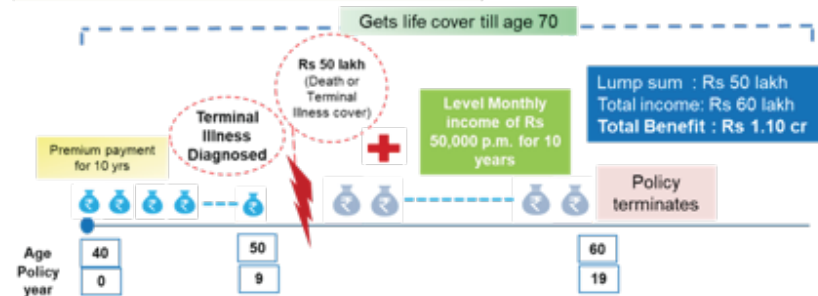 Gets life cover till age 70
Rs 50 lakh
(Death or
Terminal
Illness cover)
Lump sum : Rs 50 lakh
Total income: Rs 60 lakh
Total Benefit : Rs 1.10 cr
Terminal
Illness
Diagnosed
Level Monthly
income of Rs
50,000 p.m. for 10
years
Premium payment
for 10 yrs
Policy
terminates
Age 40 50 60
Policy
year 0 9 19